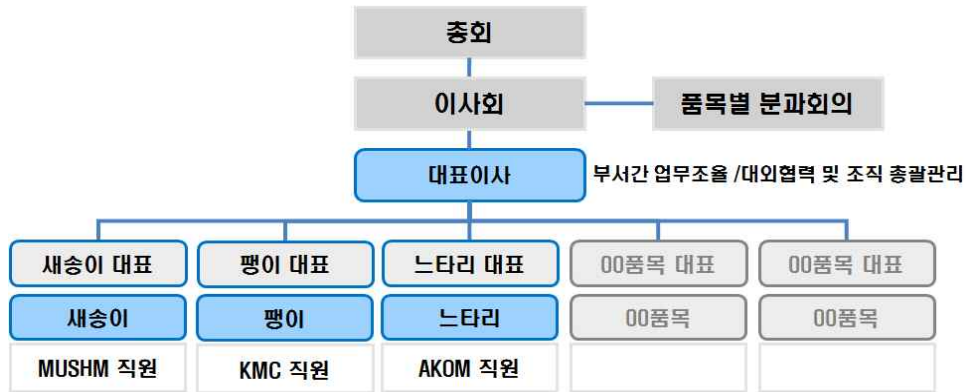 총회
이사회
품목별 분과회의
대표이사
부서간 업무조율 /대외협력 및 조직 총괄관리
새송이 대표
팽이 대표
느타리 대표
00품목 대표
00품목 대표
새송이
팽이
느타리
00품목
00품목
MUSHM 직원
KMC 직원
AKOM 직원